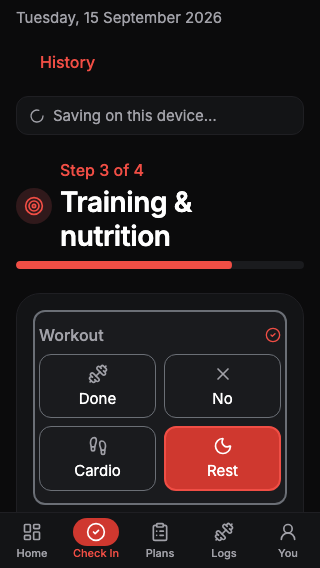 Tuesday, 15 September 2026
History
Saving on this device...
Step 3 of 4
Training &
nutrition
Workout
Done
No
Cardio
Rest
Home
Check In
Plans
Logs
You